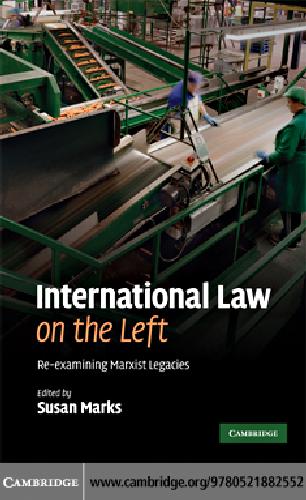 International Law
on the Left
Re-examining Marxist Legacies
Edited by
Susan Marks
CAMBRIDGE
CAMBRIDGE www.cambridge.org/9780521882552